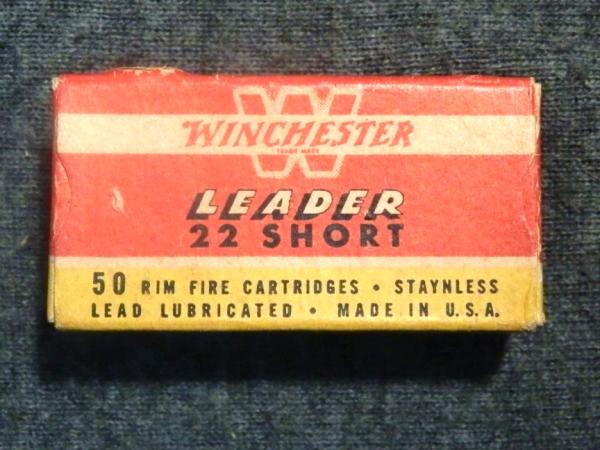 W
WINCHESTER
TRADE MARK
LEADER
22 SHORT
50 RIM FIRE CARTRIDGES • STAYNLESS
LEAD LUBRICATED • MADE IN U.S.A.